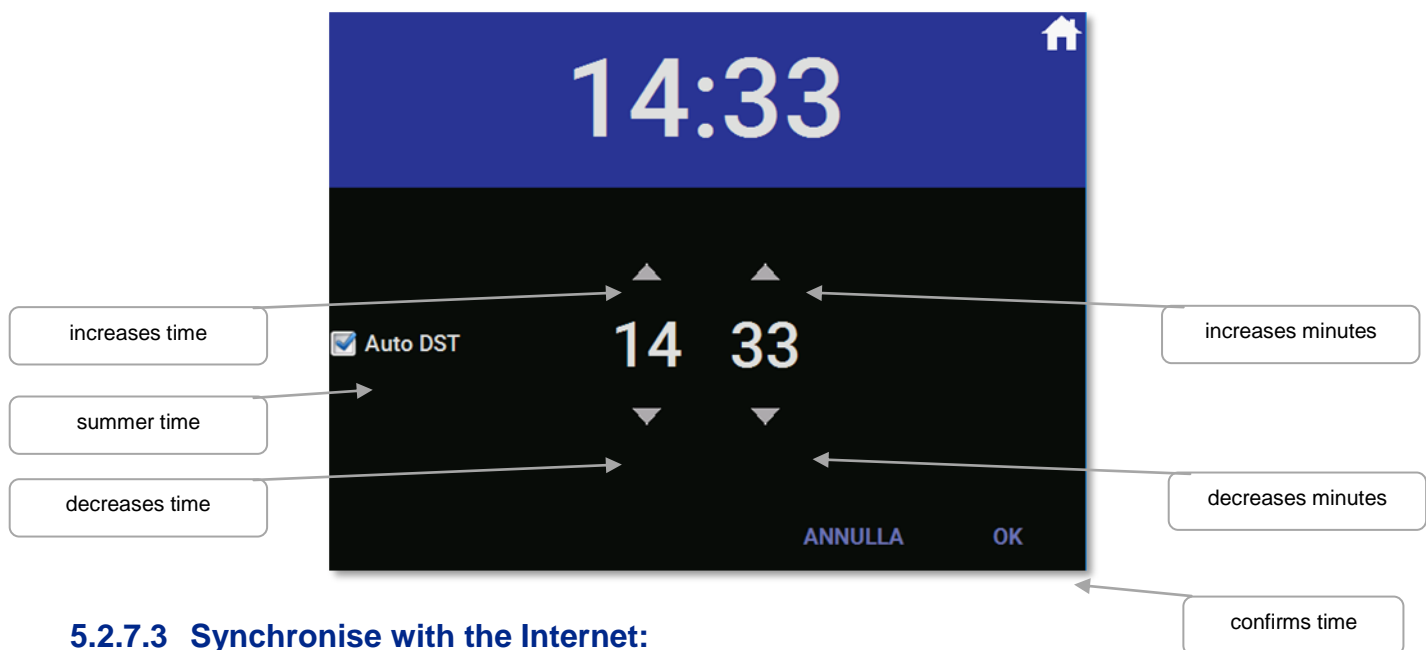 14:33
increases time
increases minutes
Auto DST
14 33
summer time
decreases time
decreases minutes
ANNULLA OK
confirms time
5.2.7.3 Synchronise with the Internet: